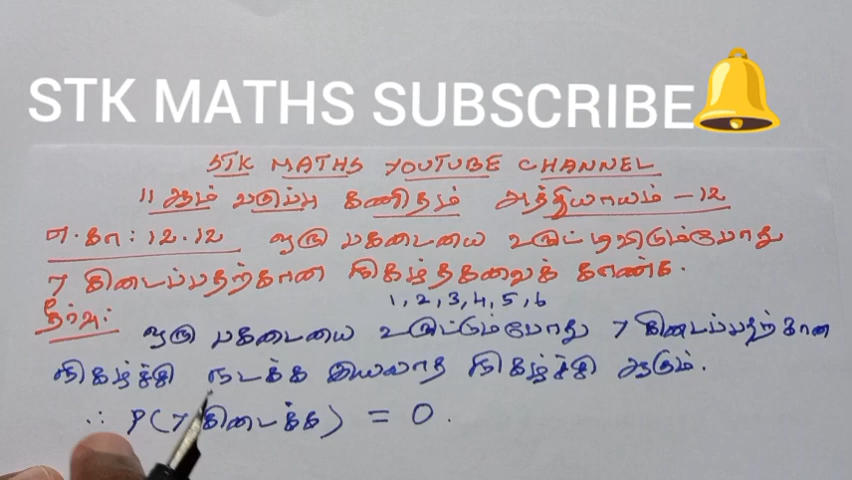 STK MATHS SUBSCRIBE
STK MATHS YOUTUBE CHANNEL
11 ஆம் வகுப்பு கணிதம் அத்தியாயம் - 12
எ.கா : 12.12 ஒரு பகடையை உருட்டிவிடும்போது
7 கிடைப்பதற்கான நிகழ்தகவைக் காண்க.
தீர்வு:
1, 2, 3, 4, 5, 6
ஒரு பகடையை உருட்டும்போது 7 கிடைப்பதற்கான
நிகழ்ச்சி நடக்க இயலாத நிகழ்ச்சி ஆகும்.
∴ P(7 கிடைக்க) = 0.